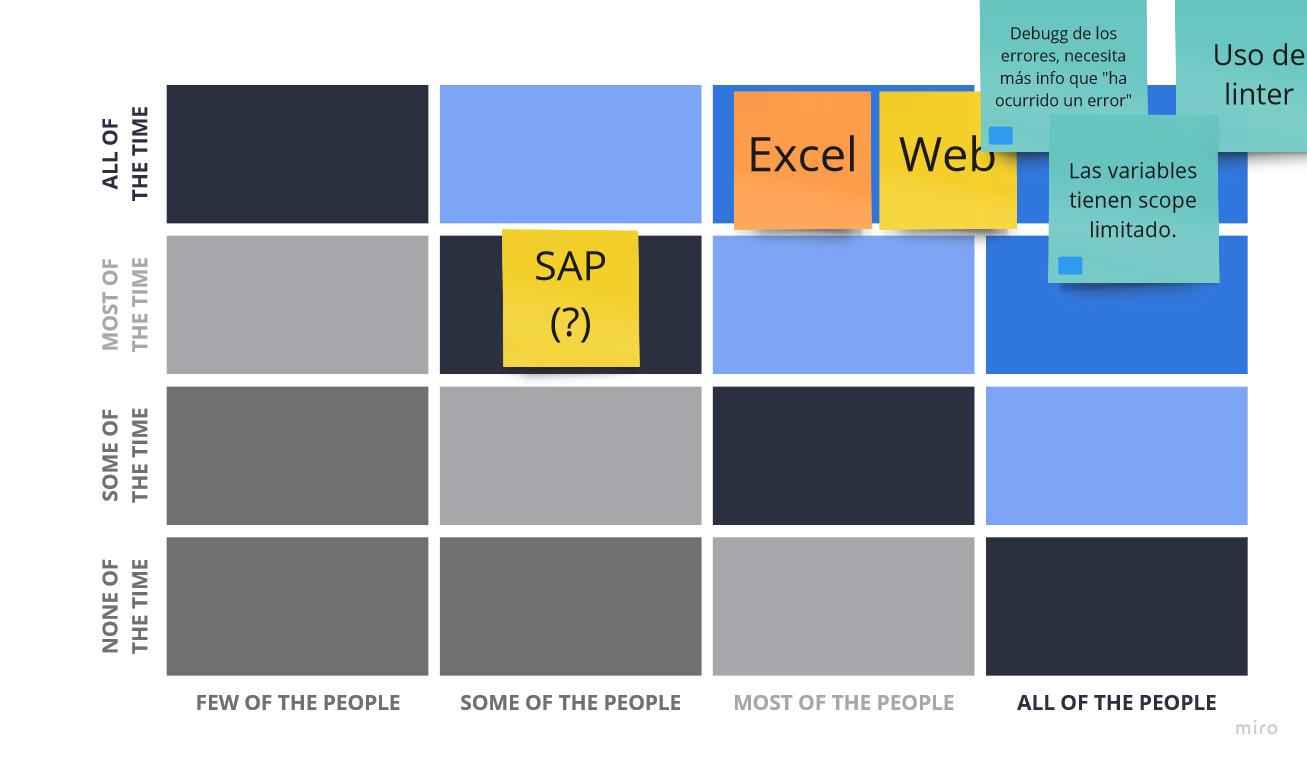 Debugg de los
errores, necesita
más info que "ha
ocurrido un error"
Uso de
linter
ALL OF
THE TIME
Excel
Web
Las variables
tienen scope
limitado.
MOST OF
THE TIME
SAP
(?)
SOME OF
THE TIME
NONE OF
THE TIME
FEW OF THE PEOPLE
SOME OF THE PEOPLE
MOST OF THE PEOPLE
ALL OF THE PEOPLE
miro